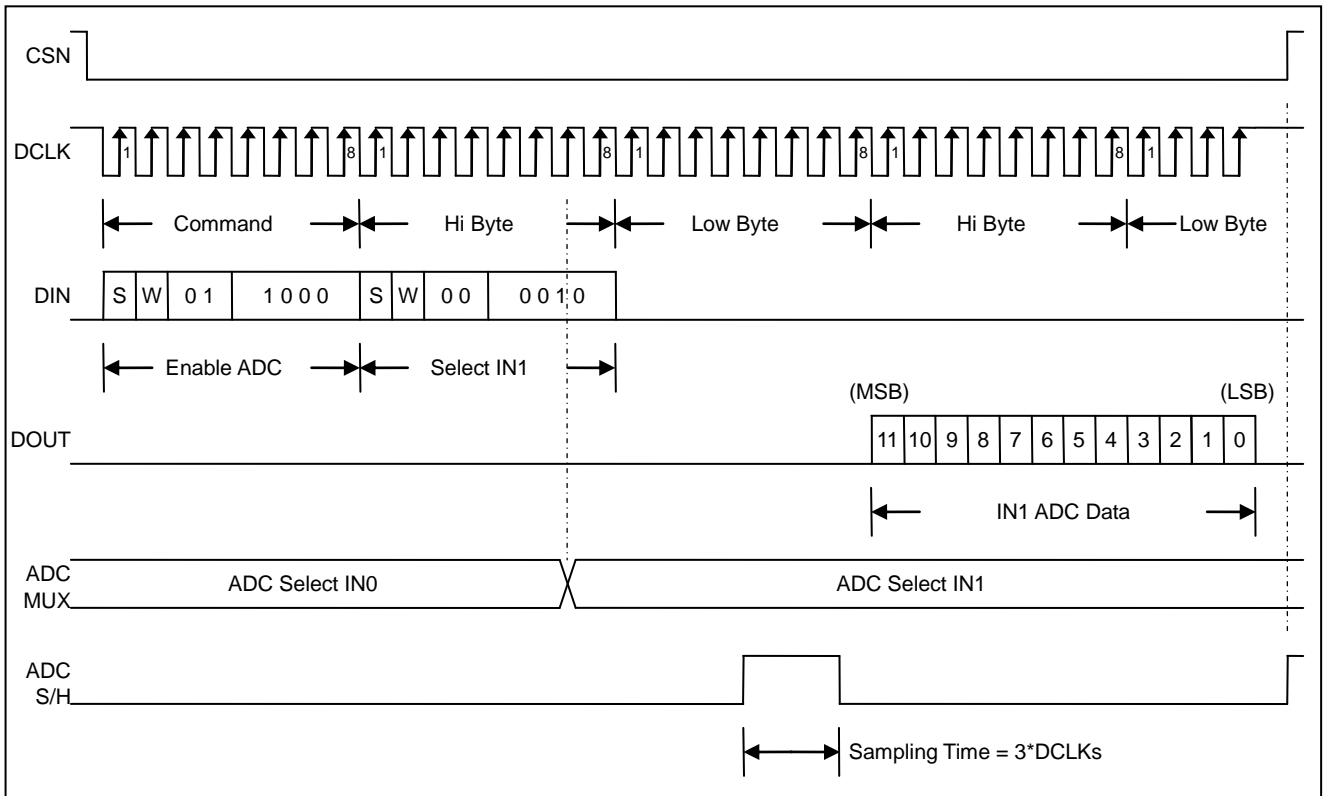 CSN
DCLK
1 8 1 8 1 8 1 8 1
Command Hi Byte Low Byte Hi Byte Low Byte
DIN S W 0 1 1 0 0 0 S W 0 0 0 0 1 0
Enable ADC Select IN1
(MSB) (LSB)
DOUT 11 10 9 8 7 6 5 4 3 2 1 0
IN1 ADC Data
ADC
MUX
ADC Select IN0 ADC Select IN1
ADC
S/H
Sampling Time = 3*DCLKs